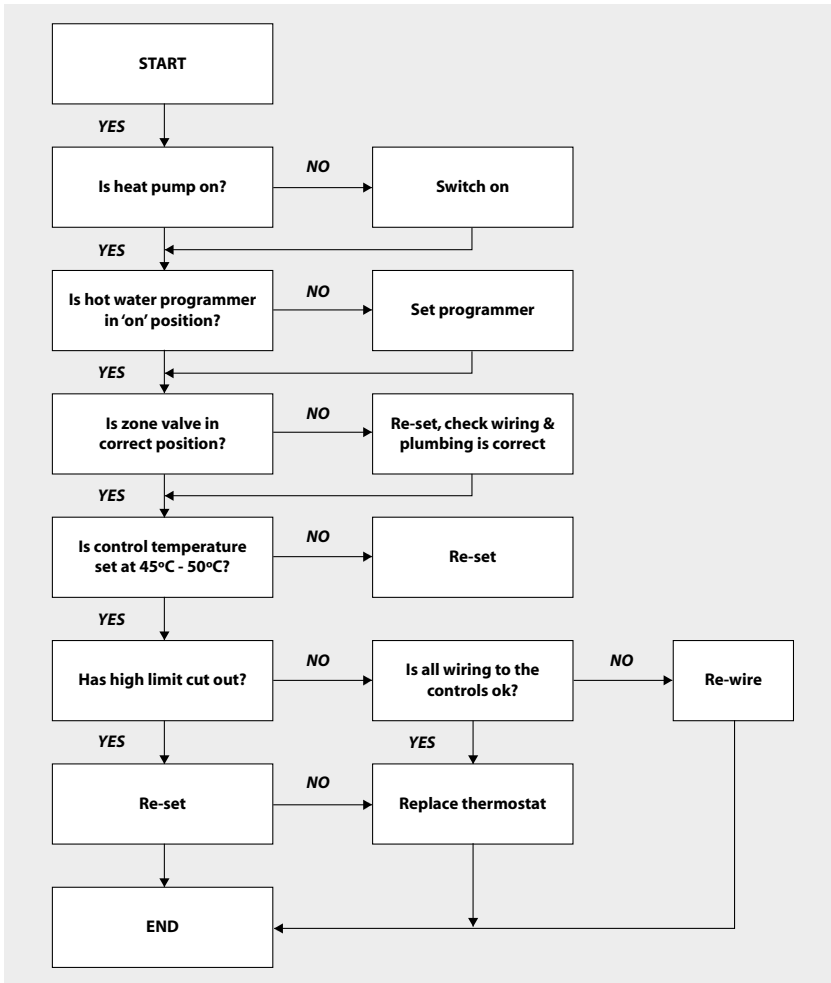 START
YES
Is heat pump on?
NO
Switch on
YES
Is hot water programmer
in ‘on’ position?
NO
Set programmer
YES
Is zone valve in
correct position?
NO
Re-set, check wiring &
plumbing is correct
YES
Is control temperature
set at 45ºC - 50ºC?
NO
Re-set
YES
Has high limit cut out?
NO
Is all wiring to the
controls ok?
NO
Re-wire
YES
YES
Re-set
NO
Replace thermostat
END